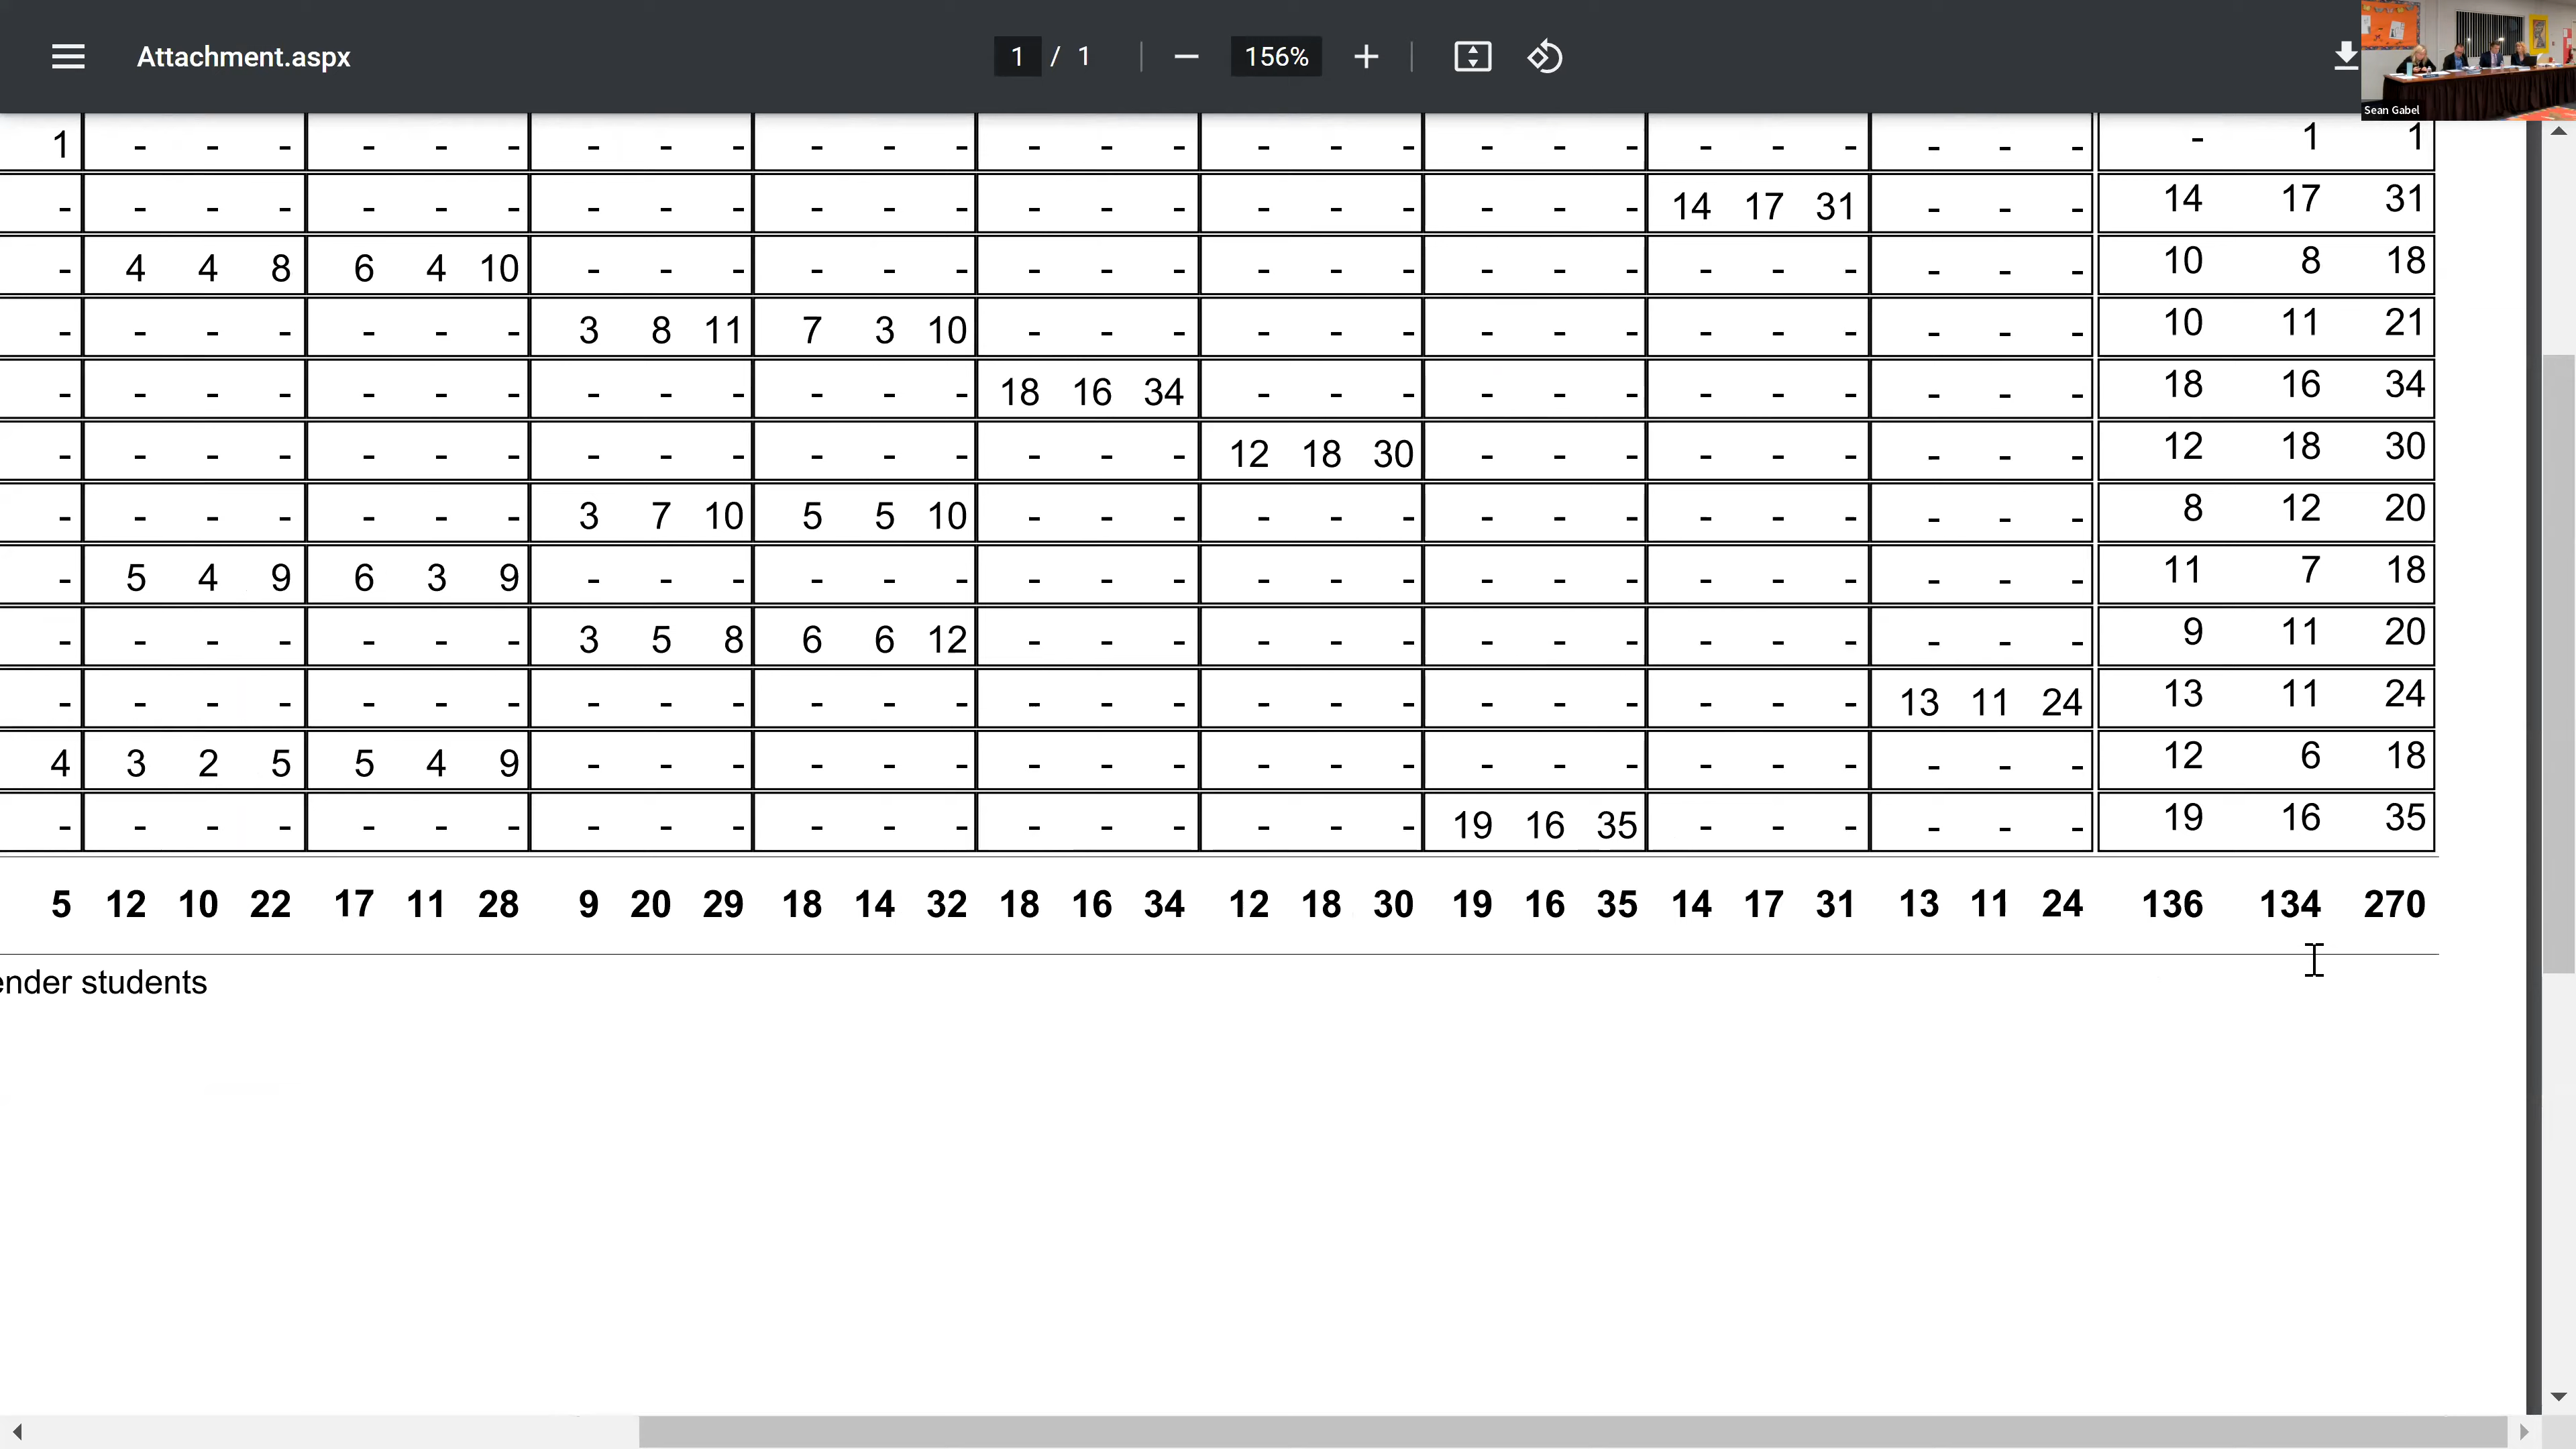 Attachment.aspx 1 / 1 156%
Sean Gabel
1 - - - - - - - - - - - - - - - - - - - - - - - - - - - - 1 1
- - - - - - - - - - - - - - - - - - - - - - 14 17 31 - - - 14 17 31
- 4 4 8 6 4 10 - - - - - - - - - - - - - - - - - - - - - 10 8 18
- - - - - - - 3 8 11 7 3 10 - - - - - - - - - - - - - - - 10 11 21
- - - - - - - - - - - - - 18 16 34 - - - - - - - - - - - - 18 16 34
- - - - - - - - - - - - - - - - 12 18 30 - - - - - - - - - 12 18 30
- - - - - - - 3 7 10 5 5 10 - - - - - - - - - - - - - - - 8 12 20
- 5 4 9 6 3 9 - - - - - - - - - - - - - - - - - - - - - 11 7 18
- - - - - - - 3 5 8 6 6 12 - - - - - - - - - - - - - - - 9 11 20
- - - - - - - - - - - - - - - - - - - - - - - - - 13 11 24 13 11 24
4 3 2 5 5 4 9 - - - - - - - - - - - - - - - - - - - - - 12 6 18
- - - - - - - - - - - - - - - - - - - 19 16 35 - - - - - - 19 16 35
5 12 10 22 17 11 28 9 20 29 18 14 32 18 16 34 12 18 30 19 16 35 14 17 31 13 11 24 136 134 270
ender students